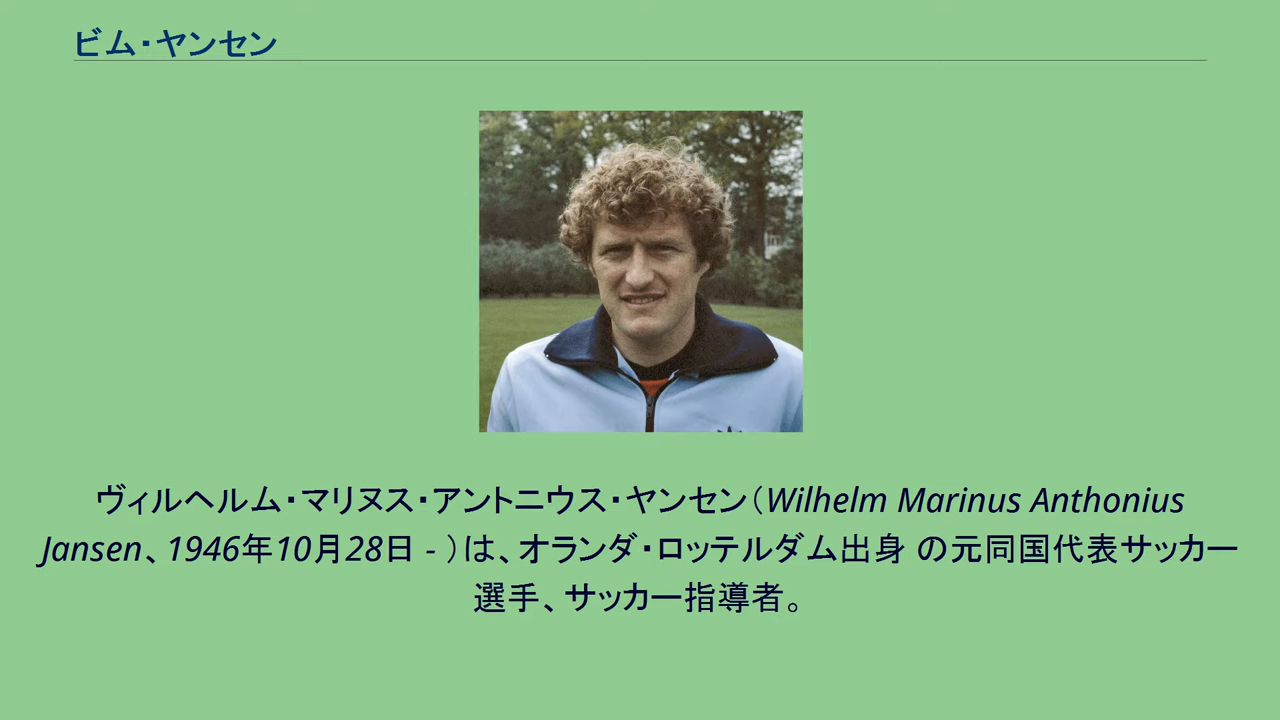 ビム・ヤンセン
ヴィルヘルム・マリヌス・アントニウス・ヤンセン（Wilhelm Marinus Anthonius
Jansen、1946年10月28日 - ）は、オランダ・ロッテルダム出身 の元同国代表サッカー
選手、サッカー指導者。